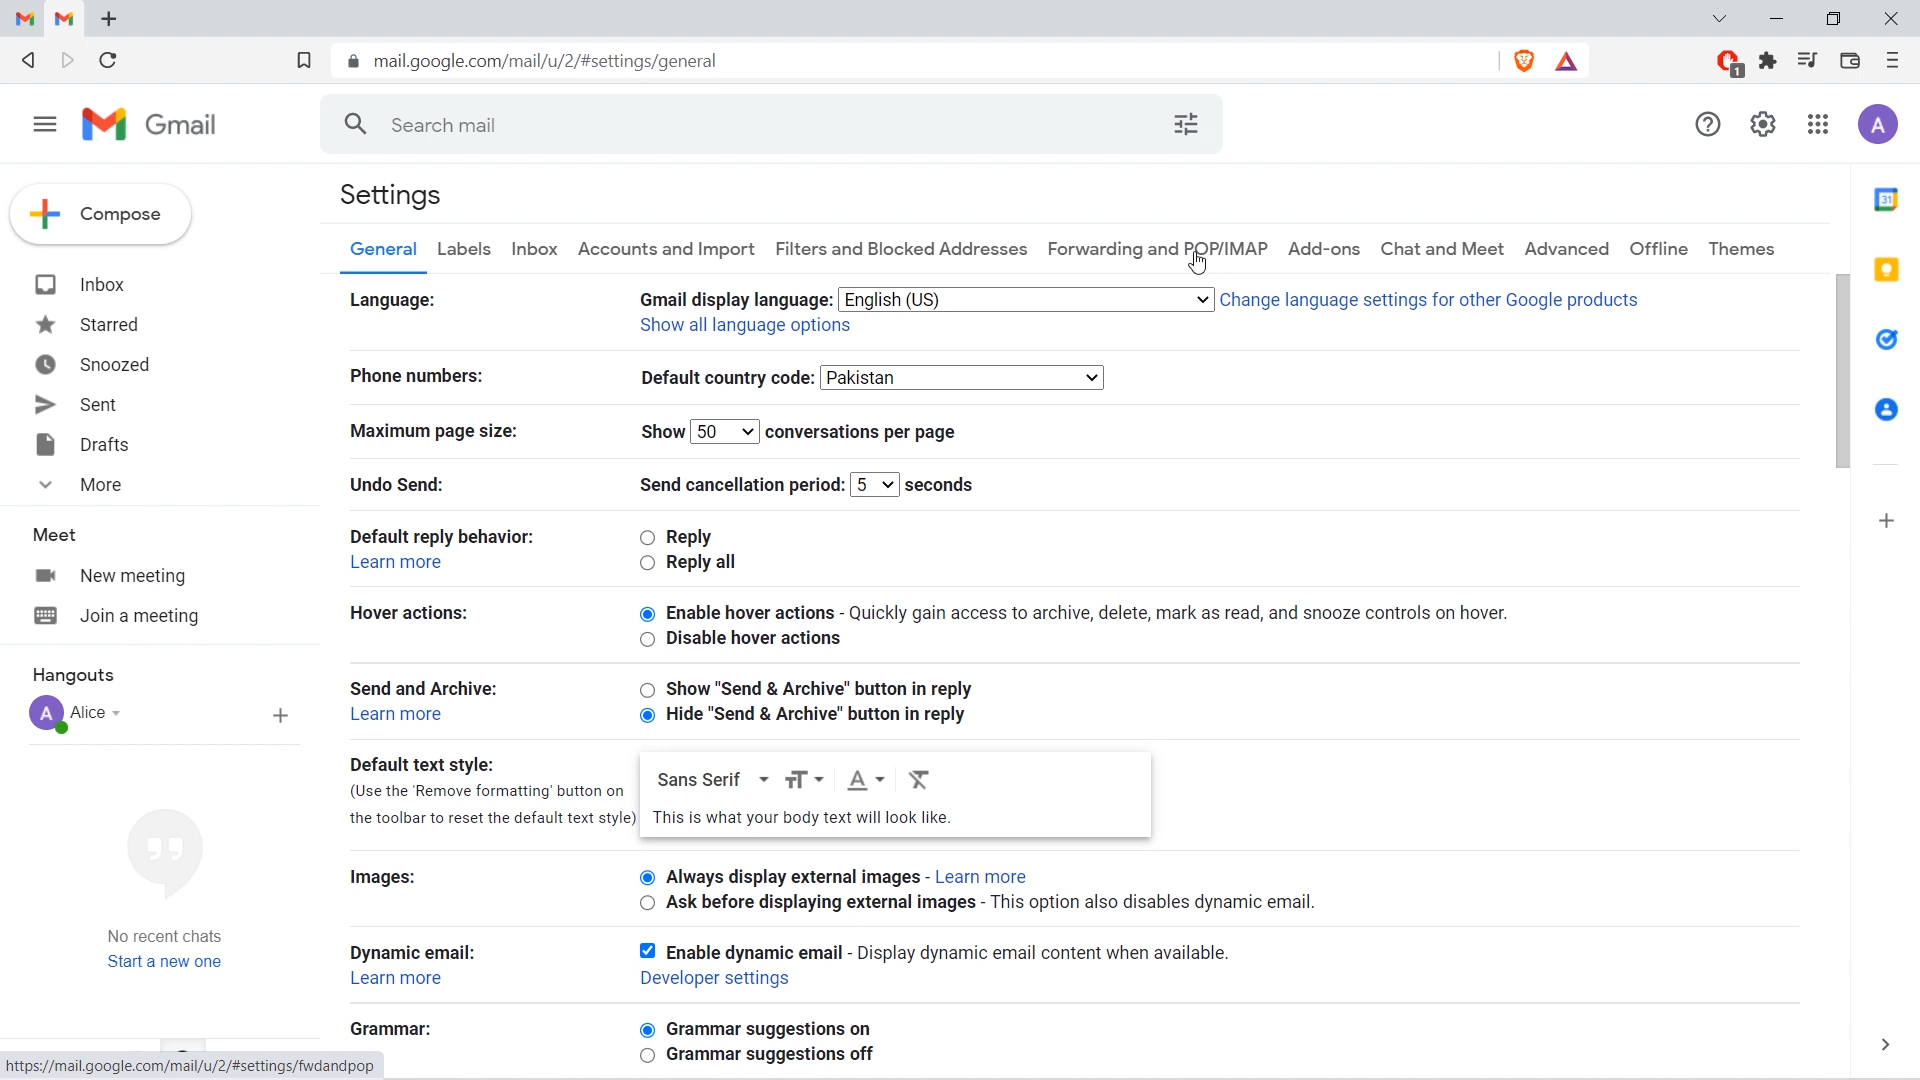 mail.google.com/mail/u/2/#settings/general
1
Gmail
Search mail
A
Compose
Inbox
Starred
Snoozed
Sent
Drafts
More
Meet
New meeting
Join a meeting
Hangouts
A
Alice
No recent chats
Start a new one
Settings
General Labels Inbox Accounts and Import Filters and Blocked Addresses Forwarding and POP/IMAP Add-ons Chat and Meet Advanced Offline Themes
Language:
Gmail display language: English (US) Change language settings for other Google products
Show all language options
Phone numbers:
Default country code: Pakistan
Maximum page size:
Show 50 conversations per page
Undo Send:
Send cancellation period: 5 seconds
Default reply behavior:
Learn more
Reply
Reply all
Hover actions:
Enable hover actions - Quickly gain access to archive, delete, mark as read, and snooze controls on hover.
Disable hover actions
Send and Archive:
Learn more
Show "Send & Archive" button in reply
Hide "Send & Archive" button in reply
Default text style:
(Use the 'Remove formatting' button on
the toolbar to reset the default text style)
Sans Serif
This is what your body text will look like.
Images:
Always display external images - Learn more
Ask before displaying external images - This option also disables dynamic email.
Dynamic email:
Learn more
Enable dynamic email - Display dynamic email content when available.
Developer settings
Grammar:
Grammar suggestions on
Grammar suggestions off
31
https://mail.google.com/mail/u/2/#settings/fwdandpop